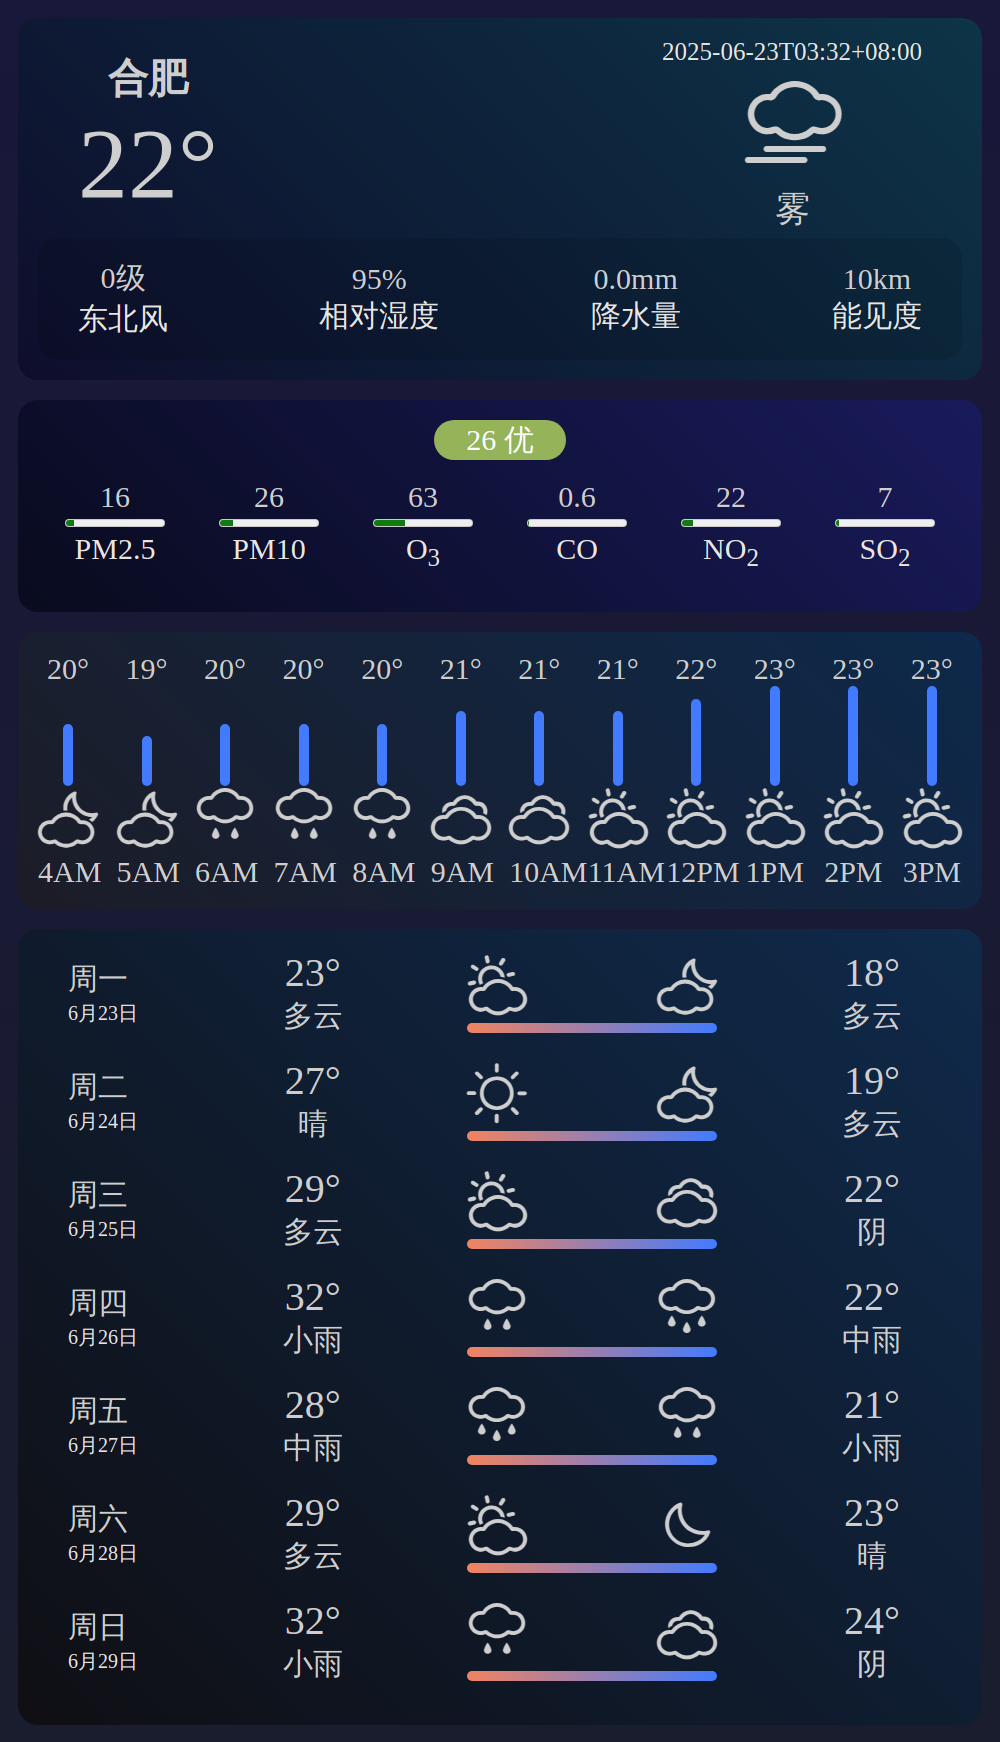 合肥
2025-06-23T03:32+08:00
22°
雾
0级 95% 0.0mm 10km
东北风 相对湿度 降水量 能见度
26 优
16 26 63 0.6 22 7
PM2.5 PM10 O3 CO NO2 SO2
20° 19° 20° 20° 20° 21° 21° 21° 22° 23° 23° 23°
4AM 5AM 6AM 7AM 8AM 9AM 10AM 11AM 12PM 1PM 2PM 3PM
周一 23° 18°
6月23日 多云 多云
周二 27° 19°
6月24日 晴 多云
周三 29° 22°
6月25日 多云 阴
周四 32° 22°
6月26日 小雨 中雨
周五 28° 21°
6月27日 中雨 小雨
周六 29° 23°
6月28日 多云 晴
周日 32° 24°
6月29日 小雨 阴